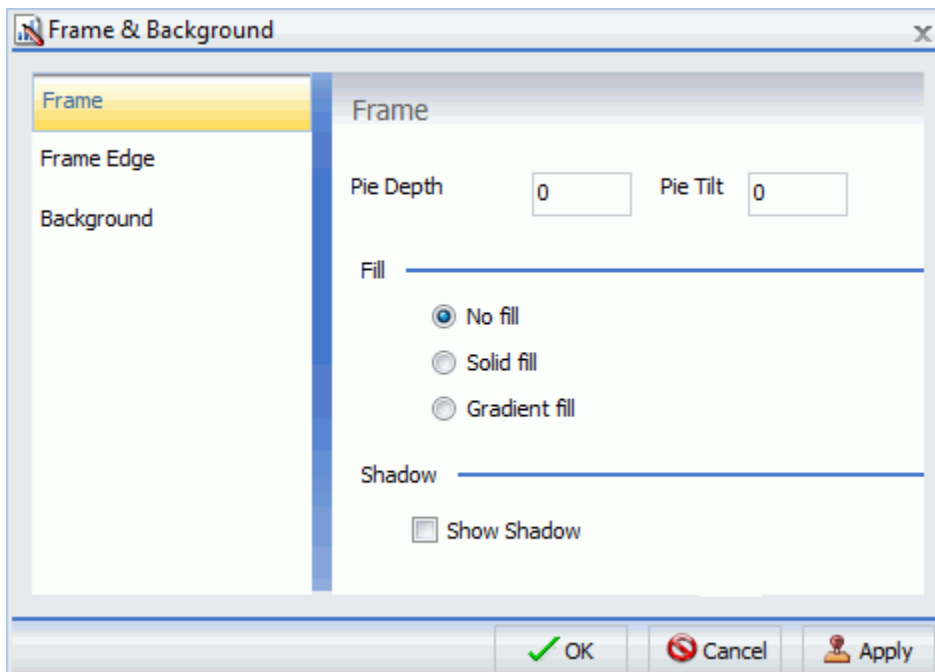 Frame & Background
x
Frame
Frame Edge
Background
Frame
Pie Depth 0 Pie Tilt 0
Fill
No fill
Solid fill
Gradient fill
Shadow
Show Shadow
OK Cancel Apply